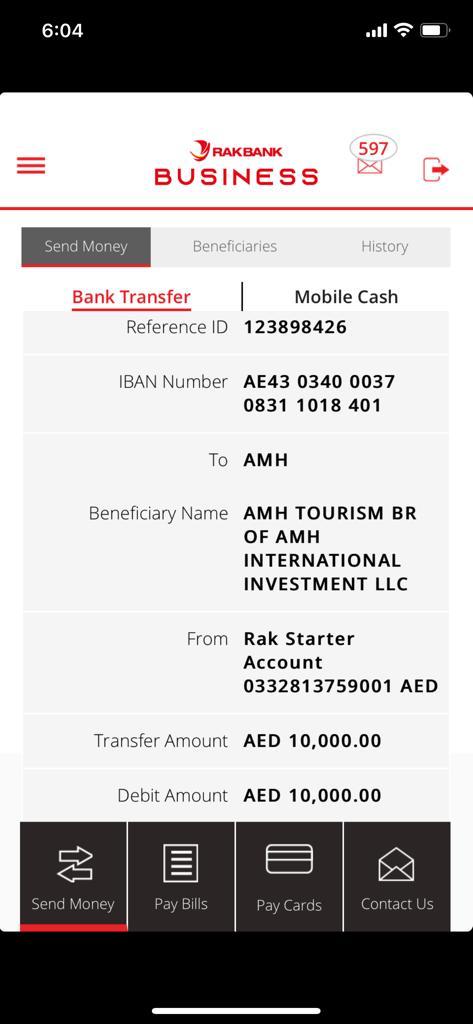 6:04
RAKBANK
BUSINESS
597
Send Money
Beneficiaries
History
Bank Transfer
Mobile Cash
Reference ID 123898426
IBAN Number AE43 0340 0037
0831 1018 401
To AMH
Beneficiary Name AMH TOURISM BR
OF AMH
INTERNATIONAL
INVESTMENT LLC
From Rak Starter
Account
0332813759001 AED
Transfer Amount AED 10,000.00
Debit Amount AED 10,000.00
Send Money
Pay Bills
Pay Cards
Contact Us